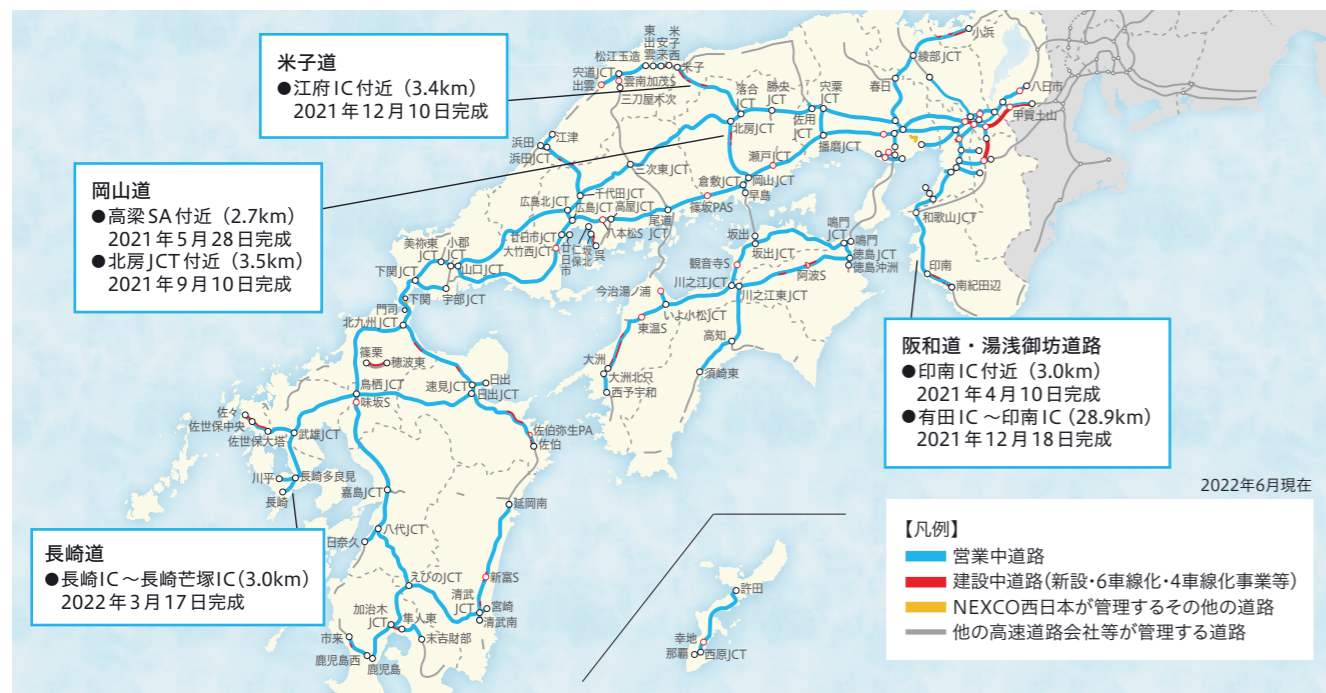 米子道
●江府IC付近（3.4km）
2021年12月10日完成
岡山道
●高梁SA付近（2.7km）
2021年5月28日完成
●北房JCT付近（3.5km）
2021年9月10日完成
長崎道
●長崎IC～長崎芒塚IC（3.0km）
2022年3月17日完成
阪和道・湯浅御坊道路
●印南IC付近（3.0km）
2021年4月10日完成
●有田IC～印南IC（28.9km）
2021年12月18日完成
2022年6月現在
【凡例】
営業中道路
建設中道路（新設・6車線化・4車線化事業等）
NEXCO西日本が管理するその他の道路
他の高速道路会社等が管理する道路
小浜
綾部JCT
春日
八日市
甲賀土山
松江玉造
東出雲
安来
米子西
米子
宍道JCT
出雲
雲南加茂S
三刀屋木次
落合JCT
勝央JCT
宍粟JCT
佐用JCT
播磨JCT
北房JCT
瀬戸JCT
江津
浜田
浜田JCT
三次東JCT
倉敷JCT
岡山JCT
早島
千代田JCT
広島北JCT
広島JCT
高屋JCT
篠坂PAS
尾道JCT
八本松S
廿日市JCT
大竹西JCT
廿日市
仁保
坂北
呉
和歌山JCT
印南
南紀田辺
鳴門JCT
鳴門
徳島JCT
徳島沖洲
坂出
坂出JCT
阿波S
観音寺S
川之江JCT
川之江東JCT
今治湯ノ浦
いよ小松JCT
東温S
高知
須崎東
大洲
大洲北只
西予宇和
美祢東JCT
小郡JCT
山口JCT
下関JCT
宇部JCT
下関
門司
北九州JCT
篠栗
穂波東
鳥栖JCT
味坂S
速見JCT
日出
日出JCT
佐々
佐世保中央
佐世保大塔
武雄JCT
佐伯弥生PA
佐伯
川平
長崎多良見
長崎
嘉島JCT
延岡南
八代JCT
日奈久
えびのJCT
新富S
清武JCT
宮崎
清武南
加治木JCT
隼人東
末吉財部
市来
鹿児島西
鹿児島
許田
幸地
那覇
西原JCT